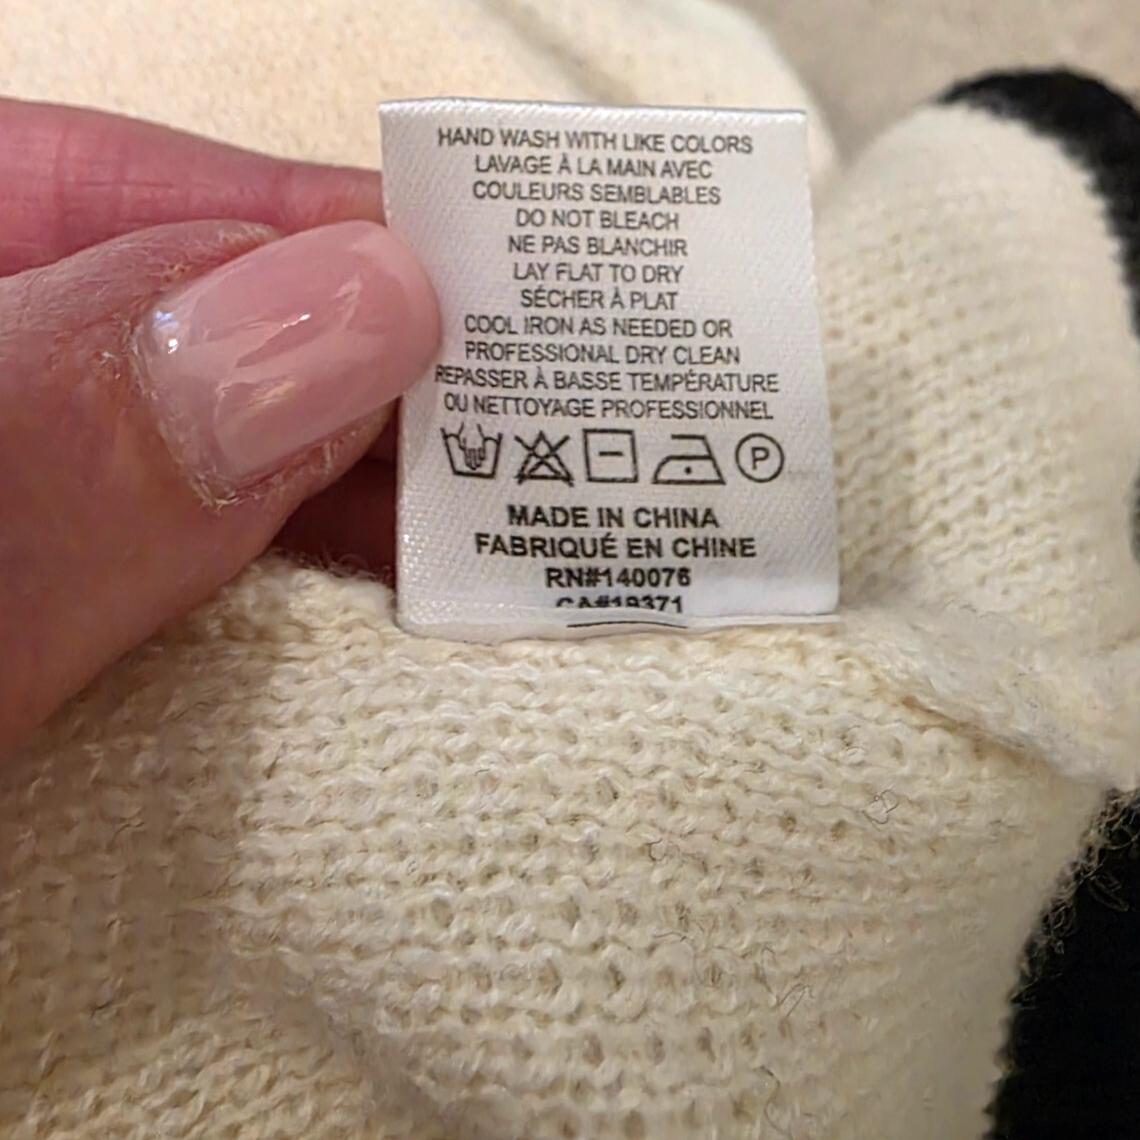 HAND WASH WITH LIKE COLORS
LAVAGE À LA MAIN AVEC
COULEURS SEMBLABLES
DO NOT BLEACH
NE PAS BLANCHIR
LAY FLAT TO DRY
SÉCHER À PLAT
COOL IRON AS NEEDED OR
PROFESSIONAL DRY CLEAN
REPASSER À BASSE TEMPÉRATURE
OU NETTOYAGE PROFESSIONNEL
P
MADE IN CHINA
FABRIQUÉ EN CHINE
RN#140076
CA#19371